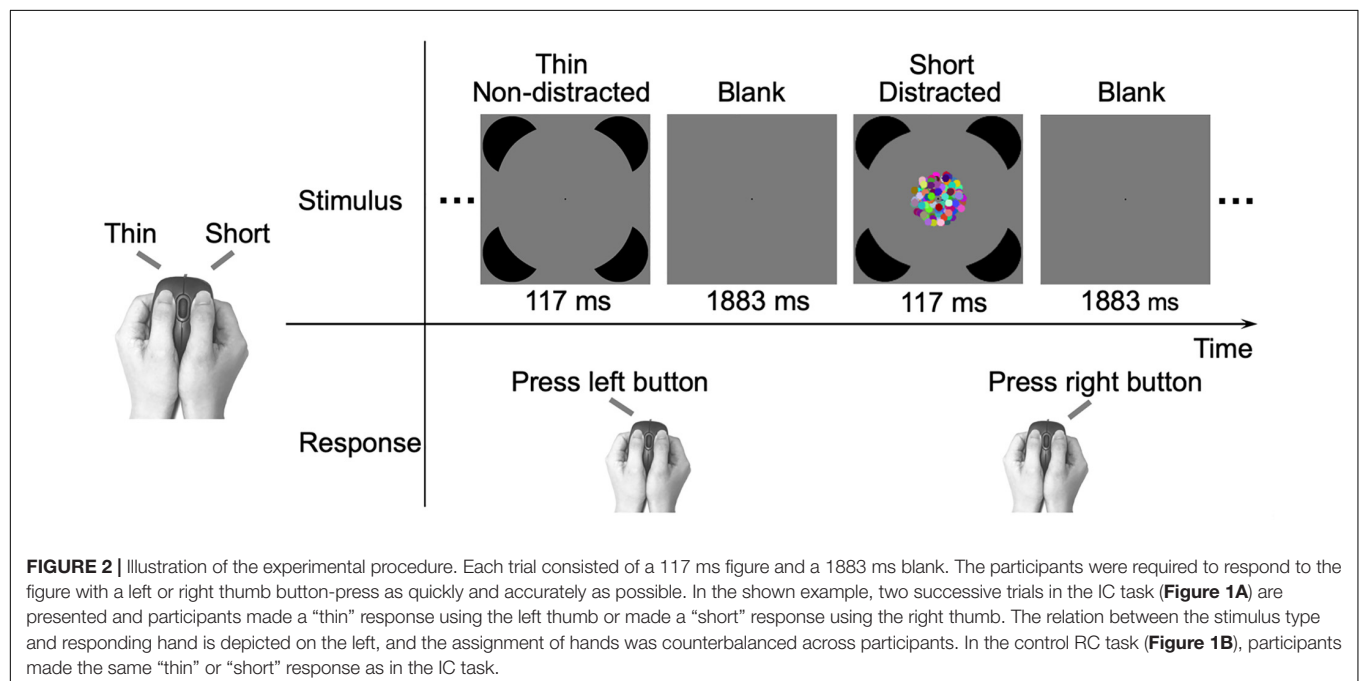 Thin
Non-distracted
Blank
Short
Distracted
Blank
Stimulus
...
...
Thin
Short
117 ms
1883 ms
117 ms
1883 ms
Time
Press left button
Press right button
Response
FIGURE 2 | Illustration of the experimental procedure. Each trial consisted of a 117 ms figure and a 1883 ms blank. The participants were required to respond to the
figure with a left or right thumb button-press as quickly and accurately as possible. In the shown example, two successive trials in the IC task (Figure 1A) are
presented and participants made a “thin” response using the left thumb or made a “short” response using the right thumb. The relation between the stimulus type
and responding hand is depicted on the left, and the assignment of hands was counterbalanced across participants. In the control RC task (Figure 1B), participants
made the same “thin” or “short” response as in the IC task.